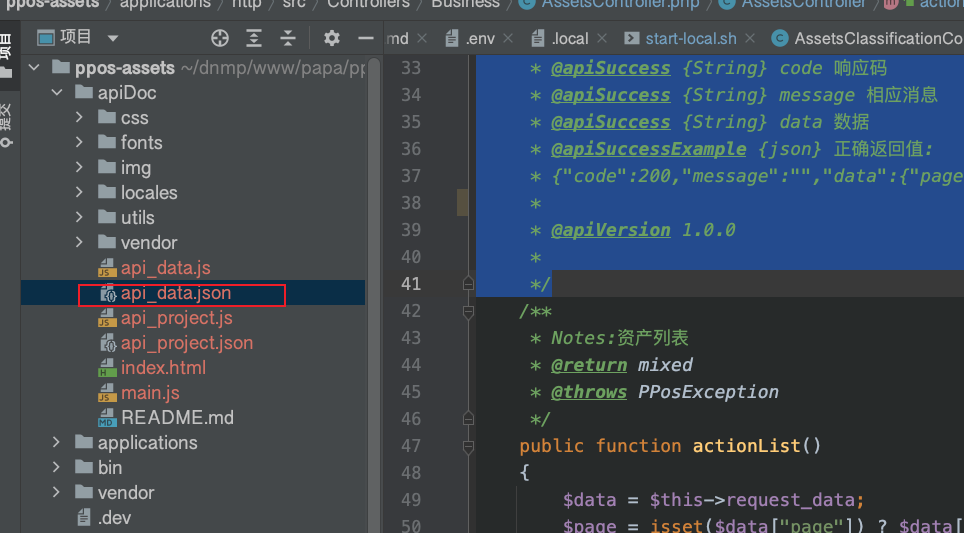 ppos-assets / applications / http / src / Controllers / Business / AssetsController.php / AssetsController / action
项目
提交
项目
md
.env
.local
start-local.sh
AssetsClassificationCo
ppos-assets ~/dnmp/www/papa/pp
apiDoc
css
fonts
img
locales
utils
vendor
api_data.js
api_data.json
api_project.js
api_project.json
index.html
main.js
README.md
applications
bin
vendor
.dev
33 * @apiSuccess {String} code 响应码
34 * @apiSuccess {String} message 相应消息
35 * @apiSuccess {String} data 数据
36 * @apiSuccessExample {json} 正确返回值:
37 * {"code":200,"message":"","data":{"page
38 *
39 * @apiVersion 1.0.0
40 *
41 */
42 /**
43 * Notes:资产列表
44 * @return mixed
45 * @throws PPosException
46 */
47 public function actionList()
48 {
49 $data = $this->request_data;
50 $page = isset($data["page"]) ? $data[